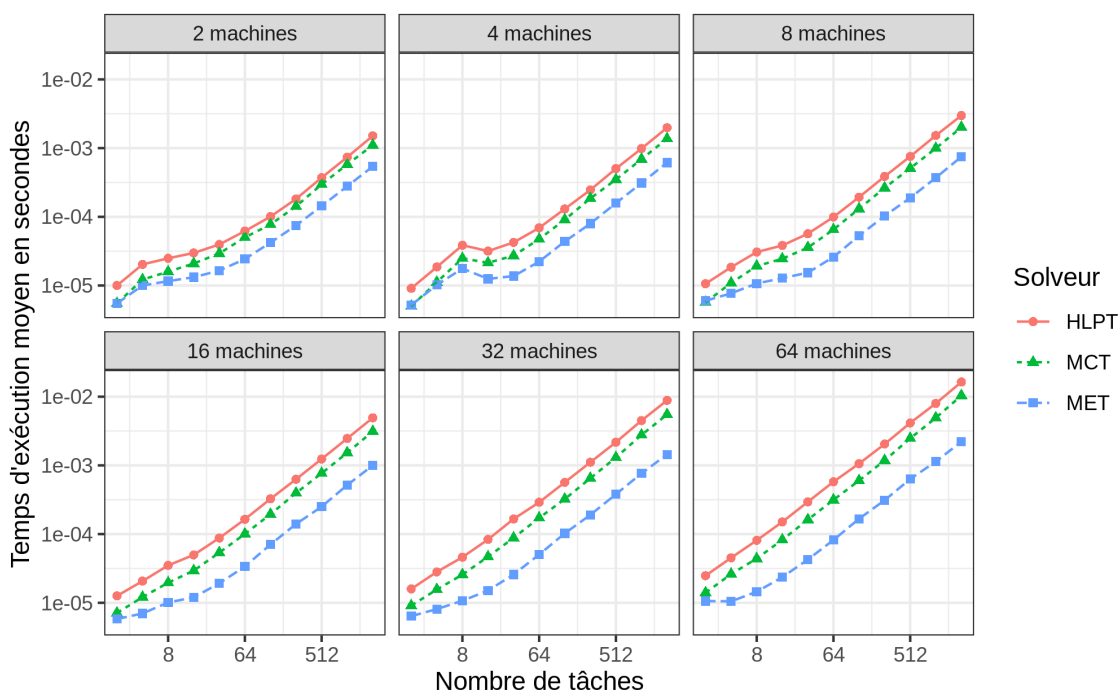 2 machines
4 machines
8 machines
1e-02
1e-03
1e-04
1e-05
16 machines
32 machines
64 machines
1e-02
1e-03
1e-04
1e-05
8
64
512
8
64
512
8
64
512
Nombre de tâches
Temps d'exécution moyen en secondes
Solveur
HLPT
MCT
MET